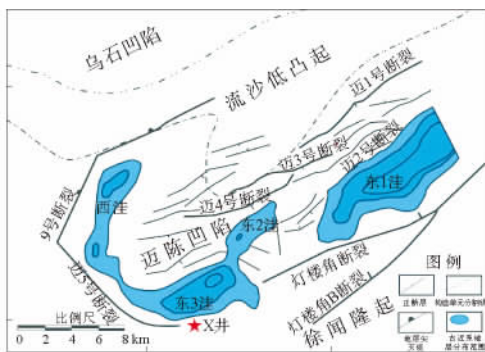 乌石凹陷
流沙低凸起
迈1号断裂
迈2号断裂
迈3号断裂
迈4号断裂
9号断裂
西洼
东1洼
东2洼
迈陈凹陷
迈5号断裂
东3洼
灯楼角断裂
灯楼角B断裂
徐闻隆起
比例尺
0 2 4 6 8 km
★X井
图例
正断层